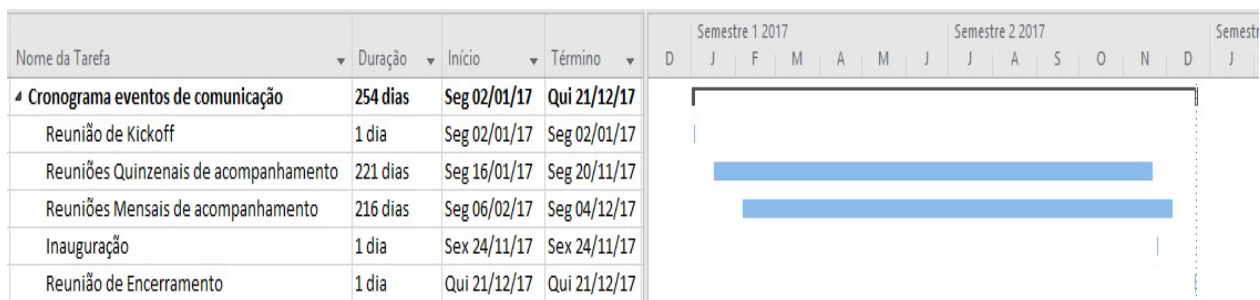 Semestre 1 2017 Semestre 2 2017 Semestr
Nome da Tarefa Duração Início Término D J F M A M J J A S O N D J
Cronograma eventos de comunicação 254 dias Seg 02/01/17 Qui 21/12/17
Reunião de Kickoff 1 dia Seg 02/01/17 Seg 02/01/17
Reuniões Quinzenais de acompanhamento 221 dias Seg 16/01/17 Seg 20/11/17
Reuniões Mensais de acompanhamento 216 dias Seg 06/02/17 Seg 04/12/17
Inauguração 1 dia Sex 24/11/17 Sex 24/11/17
Reunião de Encerramento 1 dia Qui 21/12/17 Qui 21/12/17